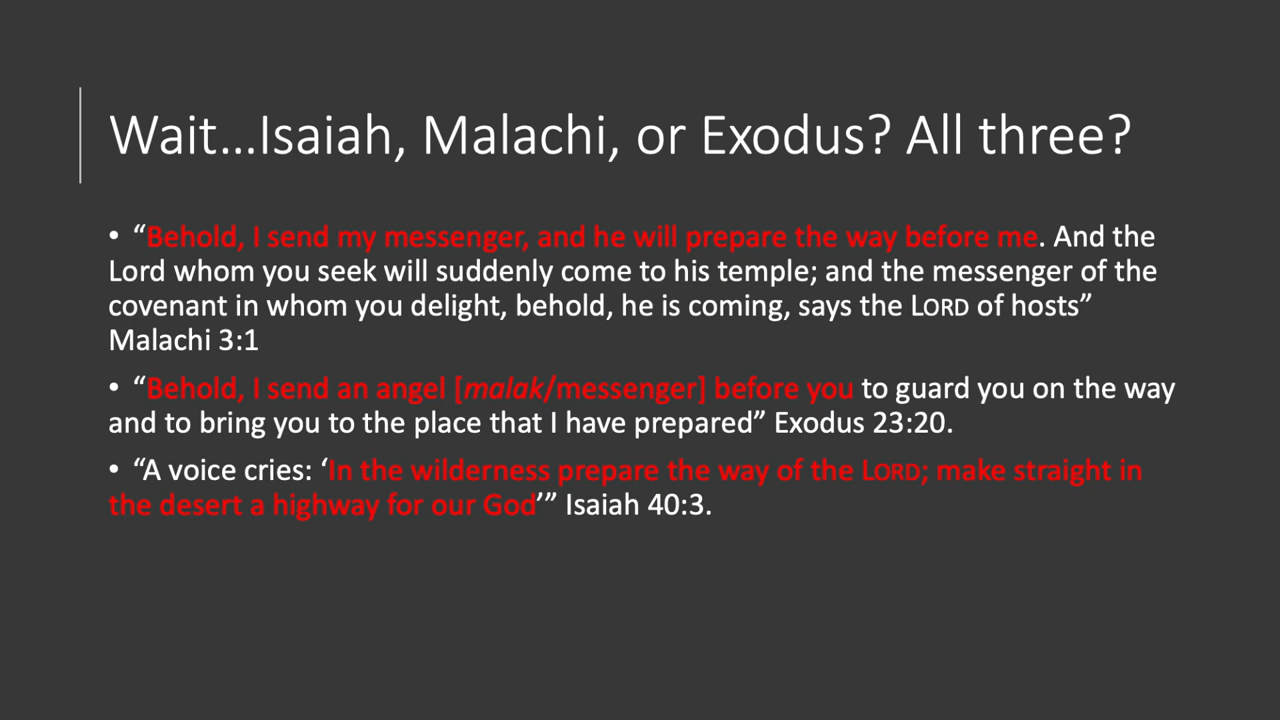 Wait…Isaiah, Malachi, or Exodus? All three?
• “Behold, I send my messenger, and he will prepare the way before me. And the
Lord whom you seek will suddenly come to his temple; and the messenger of the
covenant in whom you delight, behold, he is coming, says the LORD of hosts”
Malachi 3:1
• “Behold, I send an angel [malak/messenger] before you to guard you on the way
and to bring you to the place that I have prepared” Exodus 23:20.
• “A voice cries: ‘In the wilderness prepare the way of the LORD; make straight in
the desert a highway for our God’” Isaiah 40:3.